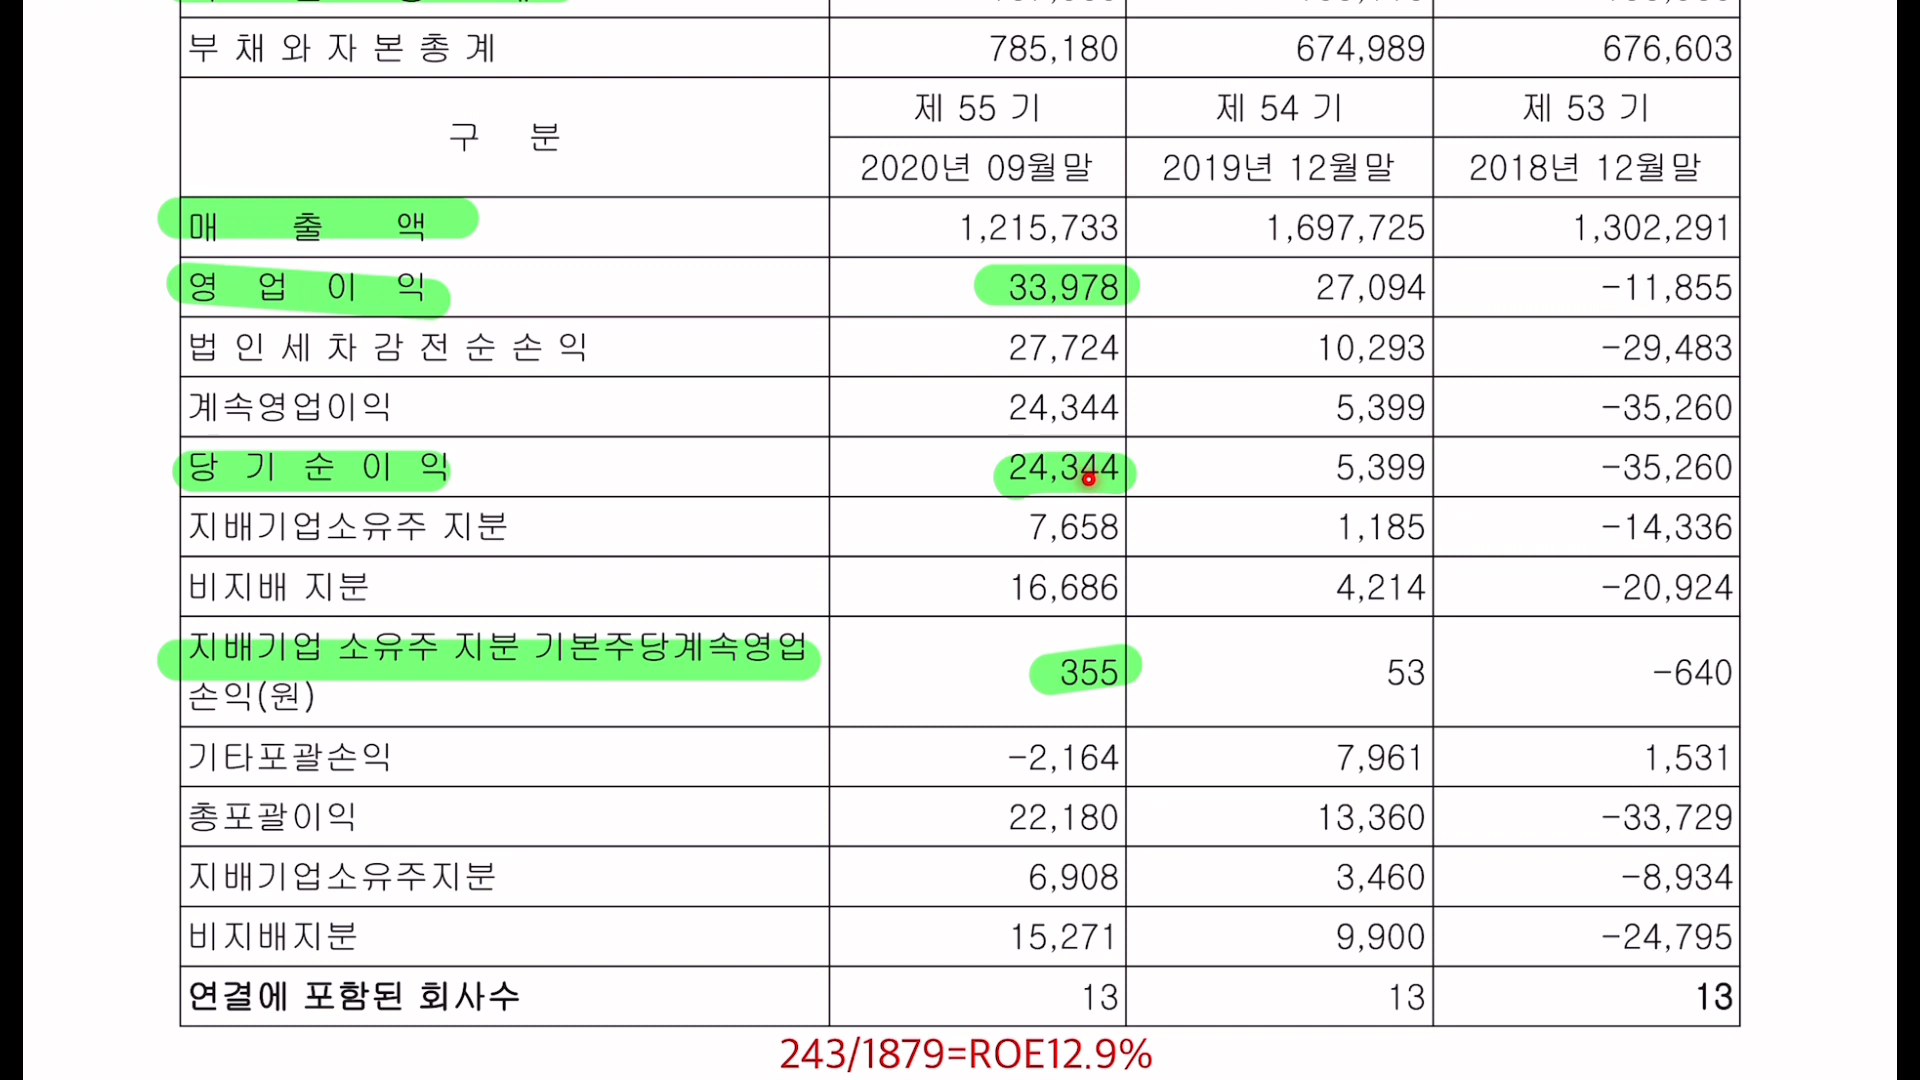 부 채 와 자 본 총 계 785,180 674,989 676,603
구 분 제 55 기 제 54 기 제 53 기
2020년 09월말 2019년 12월말 2018년 12월말
매 출 액 1,215,733 1,697,725 1,302,291
영 업 이 익 33,978 27,094 -11,855
법 인 세 차 감 전 순 손 익 27,724 10,293 -29,483
계속영업이익 24,344 5,399 -35,260
당 기 순 이 익 24,344 5,399 -35,260
지배기업소유주 지분 7,658 1,185 -14,336
비지배 지분 16,686 4,214 -20,924
지배기업 소유주 지분 기본주당계속영업
손익(원) 355 53 -640
기타포괄손익 -2,164 7,961 1,531
총포괄이익 22,180 13,360 -33,729
지배기업소유주지분 6,908 3,460 -8,934
비지배지분 15,271 9,900 -24,795
연결에 포함된 회사수 13 13 13
243/1879=ROE12.9%